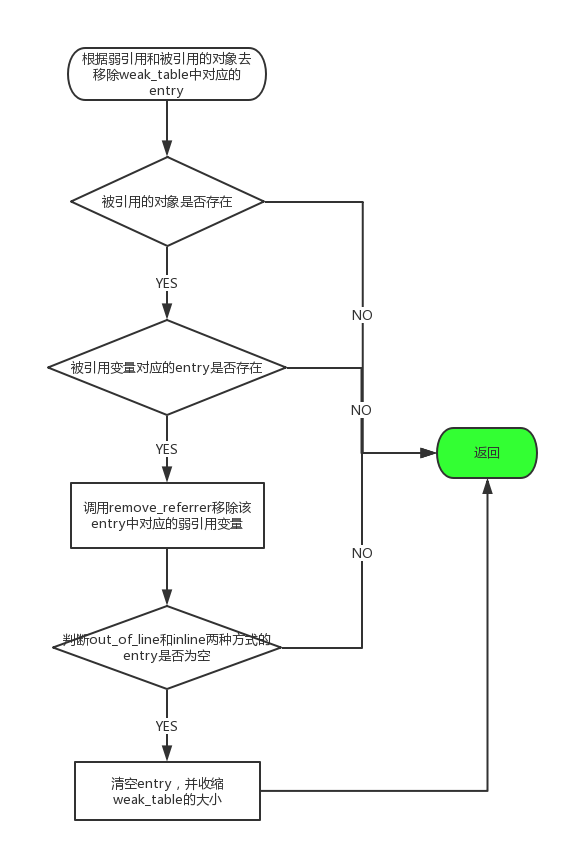 根据弱引用和被引用的对象去
移除weak_table中对应的
entry
被引用的对象是否存在
YES
NO
被引用变量对应的entry是否存在
NO
YES
返回
调用remove_referrer移除该
entry中对应的弱引用变量
NO
判断out_of_line和inline两种方式的
entry是否为空
YES
清空entry，并收缩
weak_table的大小